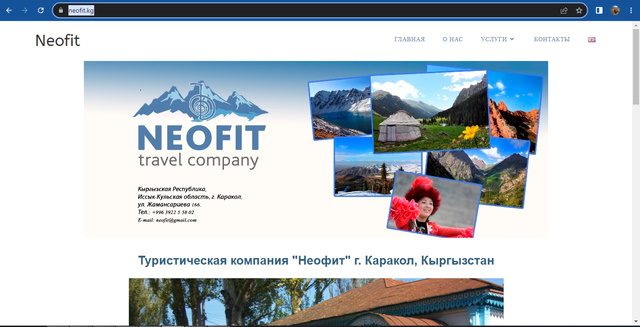 neofit.kg
Neofit
ГЛАВНАЯ
О НАС
УСЛУГИ
КОНТАКТЫ
NEOFIT
travel company
Кыргызская Республика,
Иссык-Кульская область, г. Каракол,
ул. Жамансариева 166.
Тел.: +996 3922 5 58 02
E-mail: neofit@gmail.com
Туристическая компания "Неофит" г. Каракол, Кыргызстан